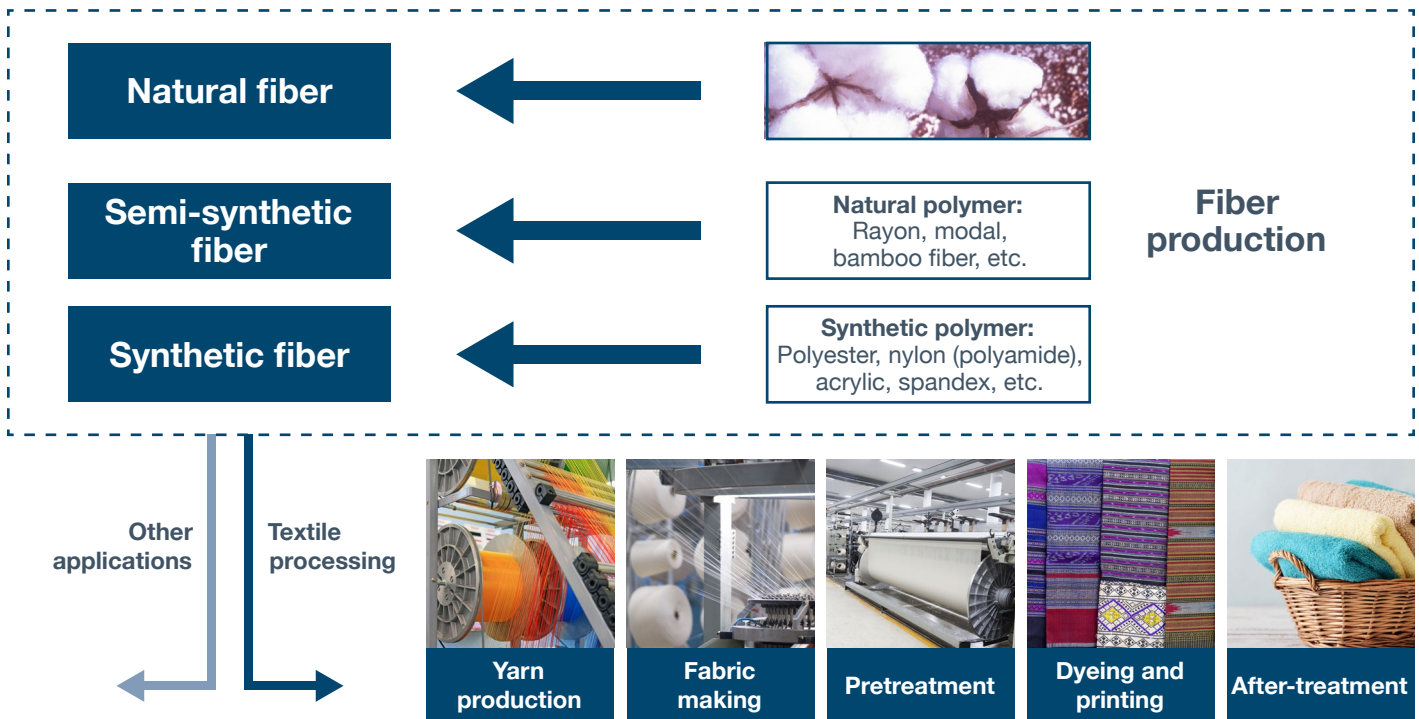 Natural fiber
Semi-synthetic
fiber
Natural polymer:
Rayon, modal,
bamboo fiber, etc.
Fiber
production
Synthetic fiber
Synthetic polymer:
Polyester, nylon (polyamide),
acrylic, spandex, etc.
Other
applications
Textile
processing
Yarn
production
Fabric
making
Pretreatment
Dyeing and
printing
After-treatment